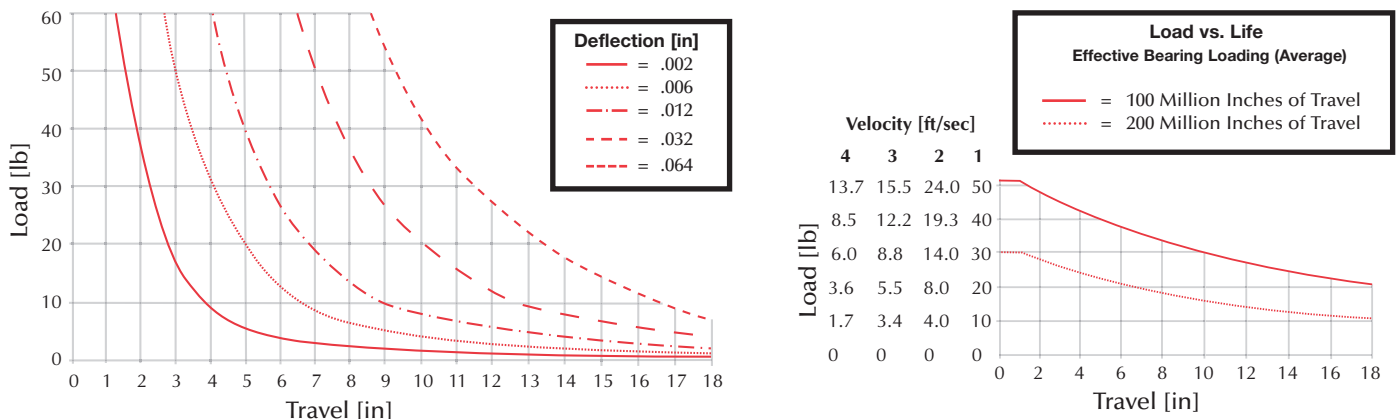 60
50
40
30
20
10
0
Load [lb]
0 1 2 3 4 5 6 7 8 9 10 11 12 13 14 15 16 17 18
Travel [in]
Deflection [in]
= .002
= .006
= .012
= .032
= .064
Load vs. Life
Effective Bearing Loading (Average)
= 100 Million Inches of Travel
= 200 Million Inches of Travel
Velocity [ft/sec]
4 3 2 1
13.7 15.5 24.0 50
8.5 12.2 19.3 40
6.0 8.8 14.0 30
3.6 5.5 8.0 20
1.7 3.4 4.0 10
0 0 0 0
Load [lb]
0 2 4 6 8 10 12 14 16 18
Travel [in]